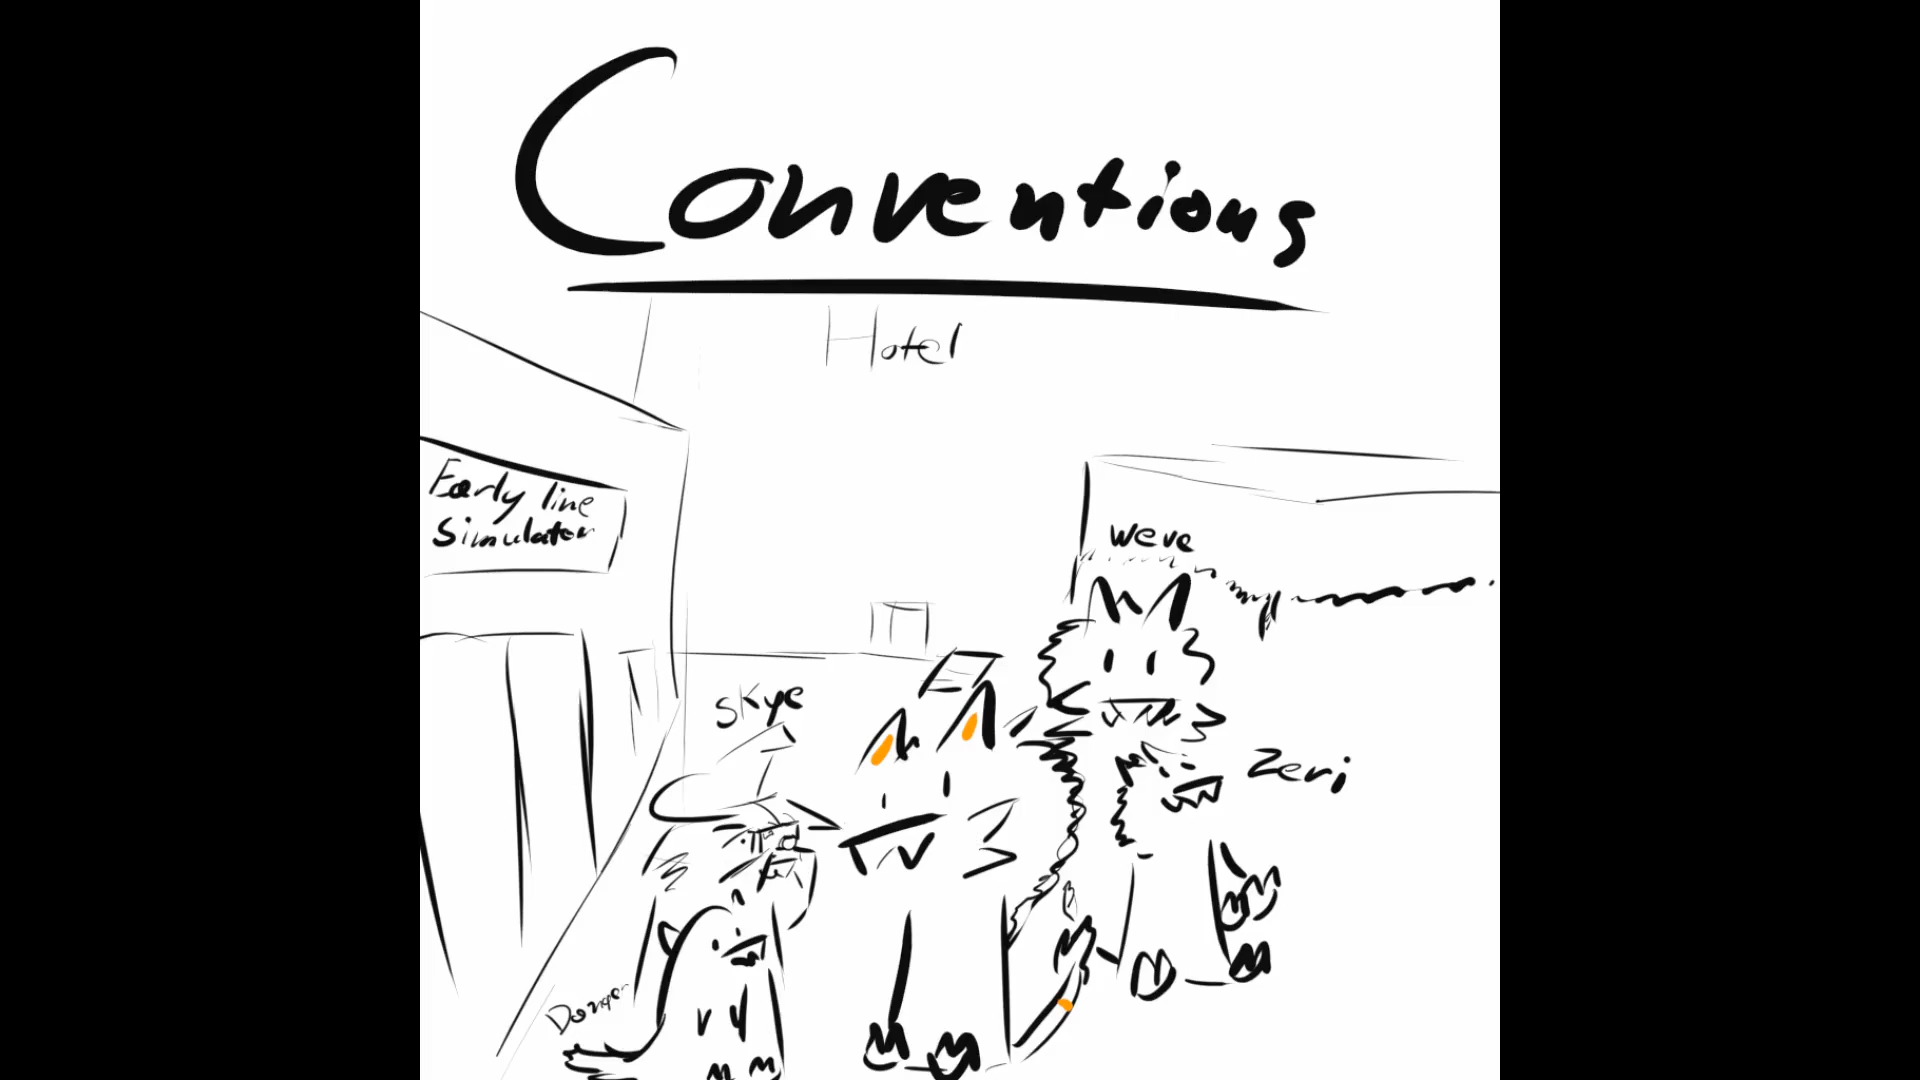 Conventions
Hotel
Early line
Simulator
weve
skye
Zeri
Danger